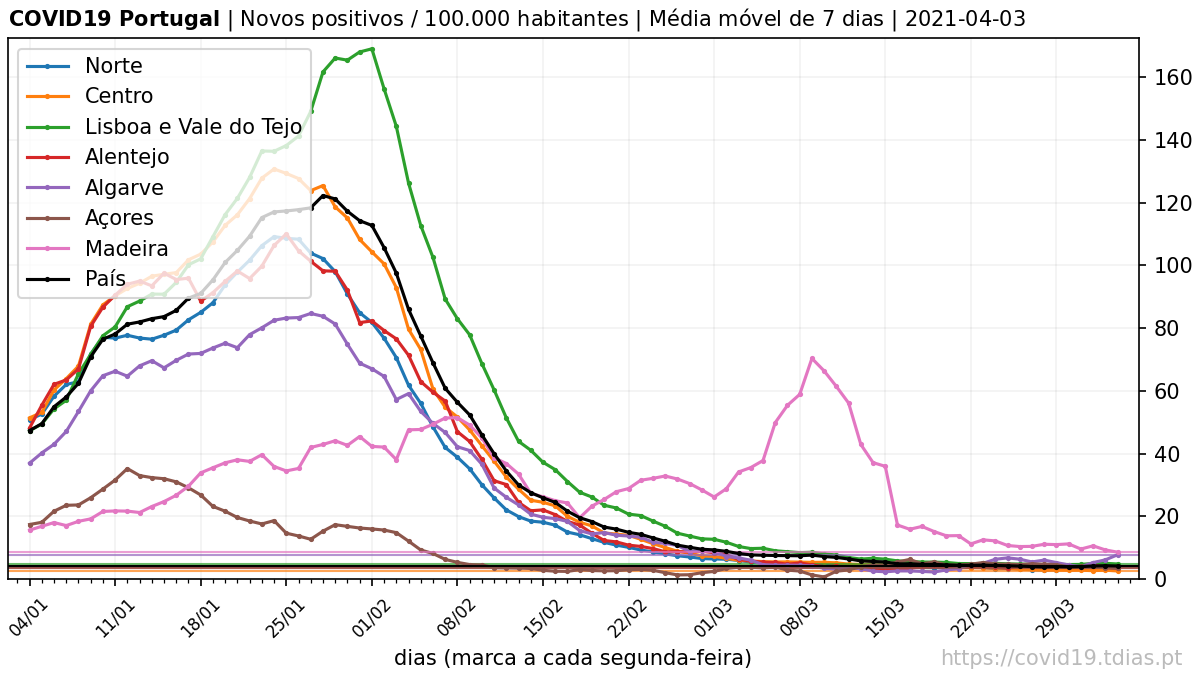 COVID19 Portugal | Novos positivos / 100.000 habitantes | Média móvel de 7 dias | 2021-04-03
Norte
Centro
Lisboa e Vale do Tejo
Alentejo
Algarve
Açores
Madeira
País
160
140
120
100
80
60
40
20
0
04/01
11/01
18/01
25/01
01/02
08/02
15/02
22/02
01/03
08/03
15/03
22/03
29/03
dias (marca a cada segunda-feira)
https://covid19.tdias.pt